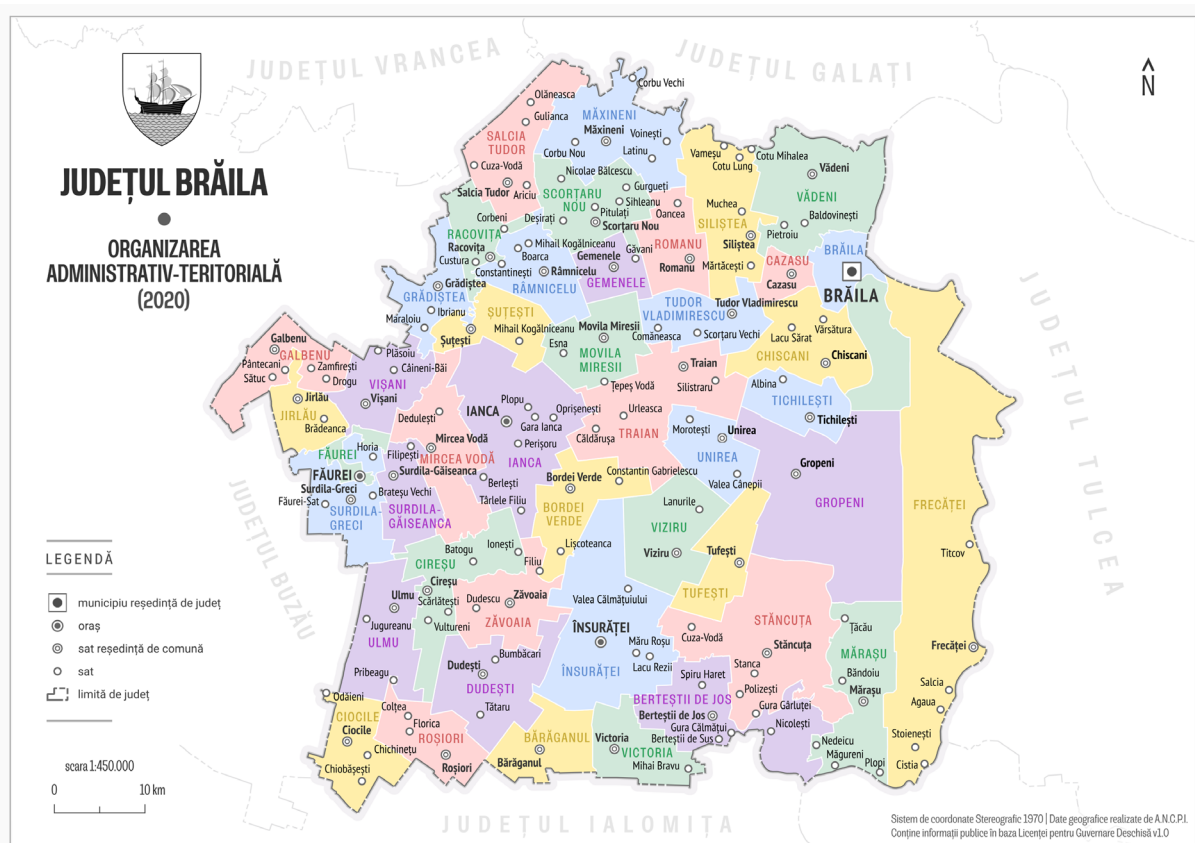 JUDEȚUL VRANCEA
JUDEȚUL GALAȚI
N
Corbu Vechi
Olăneasca
Gulianca
MĂXINENI
Măxineni
Voinești
SALCIA
TUDOR
Corbu Nou
Latinu
Vameșu
Cotu Lung
Cotu Mihalea
Vădeni
Cuza-Vodă
Nicolae Bălcescu
JUDEȚUL BRĂILA
Salcia Tudor
Ariciu
SCORȚARU
NOU
Gurguețí
Sihleanu
Pitulați
Oancea
Muchea
VĂDENI
Corbeni
Deșirați
Scorțaru Nou
SILIȘTEA
Baldovinești
Pietroiu
ORGANIZAREA
ADMINISTRATIV-TERITORIALĂ
(2020)
RACOVIȚA
Racovița
Custura
Mihail Kogălniceanu
Boarca
Constantinești
Râmnicelu
Gemenele
Găvani
ROMANU
Romanu
Siliștea
Mărtăcești
CAZASU
Cazasu
BRĂILA
BRĂILA
Grădiștea
RÂMNICELU
GEMENELE
GRĂDIȘTEA
Ibrianu
Maraloiu
ȘUȚEȘTI
Șuțești
Mihail Kogălniceanu
Esna
Movila Miresii
MOVILA
MIRESII
TUDOR
VLADIMIRESCU
Tudor Vladimirescu
Comăneasca
Scorțaru Vechi
Lacu Sărat
Vărsătura
CHISCANI
Chiscani
Galbenu
GALBENU
Pântecani
Sătuc
Zamfirești
Drogu
Plăsoiu
Câineni-Băi
VIȘANI
Vișani
Traian
Silistraru
Albina
TICHILEȘTI
Tichilești
Jirlău
JIRLĂU
Brădeanca
Dedulești
IANCA
Plopu
Oprișenești
Gara Ianca
Țepeș Vodă
Urleasca
Căldărușa
TRAIAN
Morotești
Unirea
Mircea Vodă
MIRCEA VODĂ
Perișoru
IANCA
Horia
FĂUREI
Filipești
FĂUREI
Surdila-Găiseanca
Berlești
Constantin Gabrielescu
UNIREA
Valea Cânepii
Gropeni
GROPENI
FRECĂȚEI
Surdila-Greci
Făurei-Sat
Brateșu Vechi
SURDILA-
GRECI
SURDILA-
GĂISEANCA
Târlele Filiu
Bordei Verde
BORDEI
VERDE
Lanurile
VIZIRU
Viziru
JUDEȚUL BUZĂU
JUDEȚUL TULCEA
Batogu
Ionești
Lișcoteanca
Filiu
CIREȘU
Tufești
TUFEȘTI
Titcov
LEGENDĂ
municipiu reședință de județ
oraș
sat reședință de comună
sat
limită de județ
Ulmu
Cireșu
Scărlătești
Dudescu
Zăvoaia
ZĂVOAIA
Valea Călmățuiului
Jugureanu
Vultureni
ULMU
ÎNSURĂȚEI
Cuza-Vodă
STĂNCUȚA
Stăncuța
Țăcău
MĂRAȘU
Frecăței
Bumbăcari
Dudești
DUDEȘTI
Măru Roșu
Lacu Rezii
ÎNSURĂȚEI
Pribeagu
Spiru Haret
Stanca
Băndoiu
Mărașu
Salcia
Agaua
Odăieni
Colțea
Tătaru
BERTEȘTII DE JOS
Berteștii de Jos
Polizești
Gura Gârluței
CIOCILE
Ciocile
Florica
ROȘIORI
Gura Călmățui
Berteștii de Sus
Nicolești
Stoienești
Chichinețu
Chiobășești
Roșiori
BĂRĂGANUL
Bărăganul
Victoria
VICTORIA
Mihai Bravu
Nedeicu
Măgureni
Plopi
Cistia
scara 1:450.000
0 10 km
JUDEȚUL IALOMIȚA
Sistem de coordonate Stereografic 1970 | Date geografice realizate de A.N.C.P.I.
Conține informații publice în baza Licenței pentru Guvernare Deschisă v1.0